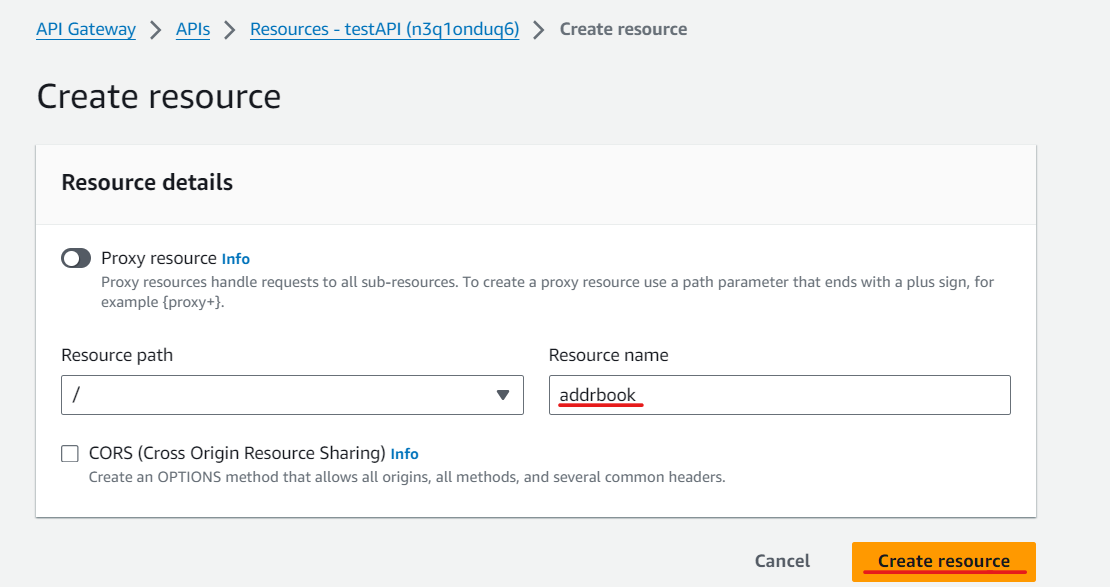 API Gateway > APIs > Resources - testAPI (n3q1onduq6) > Create resource
Create resource
Resource details
Proxy resource Info
Proxy resources handle requests to all sub-resources. To create a proxy resource use a path parameter that ends with a plus sign, for
example {proxy+}.
Resource path Resource name
/ addrbook
CORS (Cross Origin Resource Sharing) Info
Create an OPTIONS method that allows all origins, all methods, and several common headers.
Cancel Create resource